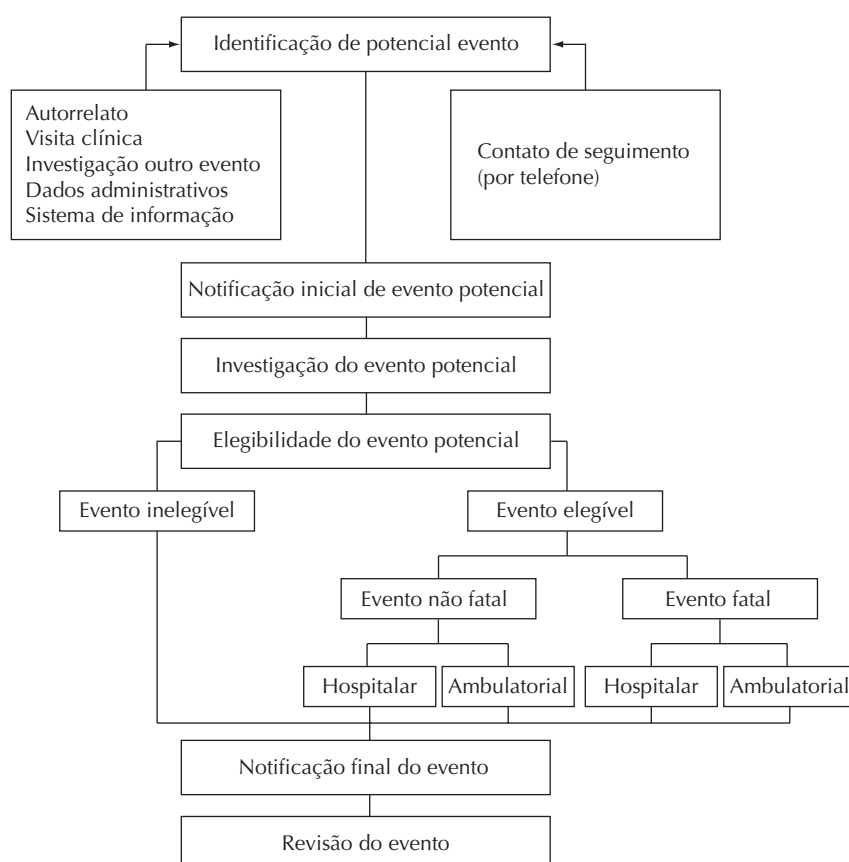 Identificação de potencial evento
Autorrelato
Visita clínica
Investigação outro evento
Dados administrativos
Sistema de informação
Contato de seguimento
(por telefone)
Notificação inicial de evento potencial
Investigação do evento potencial
Elegibilidade do evento potencial
Evento inelegível
Evento elegível
Evento não fatal
Evento fatal
Hospitalar
Ambulatorial
Hospitalar
Ambulatorial
Notificação final do evento
Revisão do evento